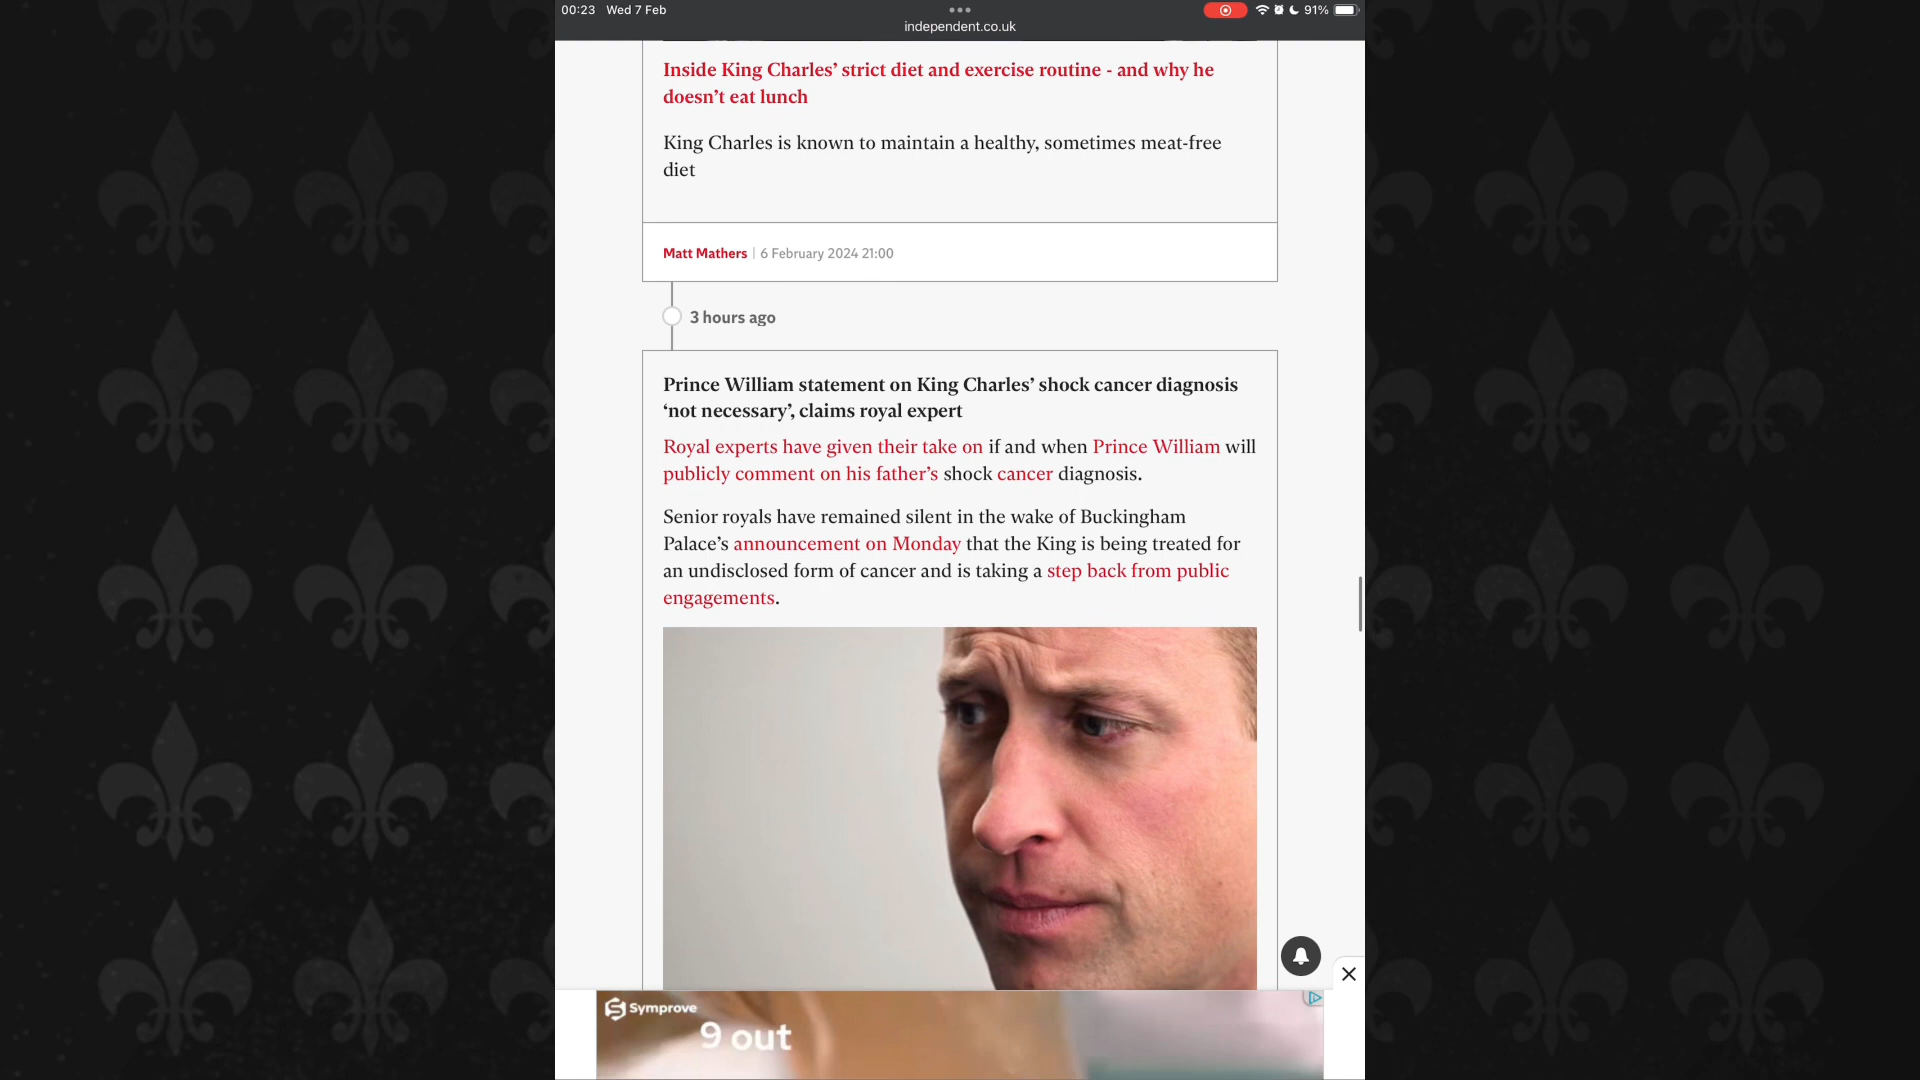 00:23 Wed 7 Feb
91%
independent.co.uk
Inside King Charles’ strict diet and exercise routine - and why he
doesn’t eat lunch
King Charles is known to maintain a healthy, sometimes meat-free
diet
Matt Mathers | 6 February 2024 21:00
3 hours ago
Prince William statement on King Charles’ shock cancer diagnosis
‘not necessary’, claims royal expert
Royal experts have given their take on if and when Prince William will
publicly comment on his father’s shock cancer diagnosis.
Senior royals have remained silent in the wake of Buckingham
Palace’s announcement on Monday that the King is being treated for
an undisclosed form of cancer and is taking a step back from public
engagements.
Symprove
9 out